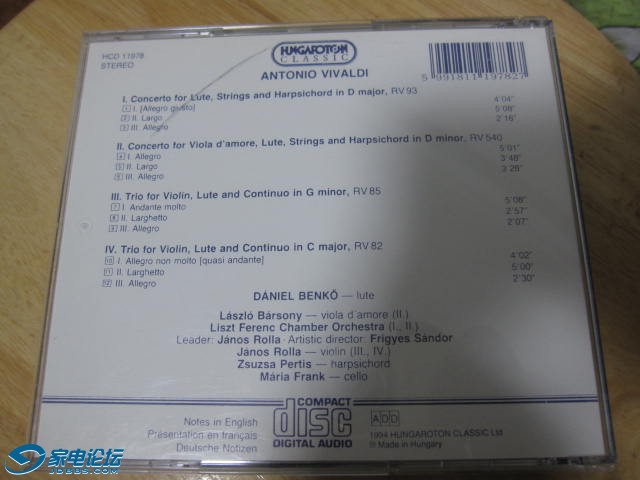 HCD 11978
STEREO
HUNGAROTON
CLASSIC
ANTONIO VIVALDI
5 991811 197827
I. Concerto for Lute, Strings and Harpsichord in D major, RV 93
1 I. [Allegro giusto] 4'04"
2 II. Largo 5'08"
3 III. Allegro 2'16"
II. Concerto for Viola d'amore, Lute, Strings and Harpsichord in D minor, RV 540
4 I. Allegro 5'01"
5 II. Largo 3'48"
6 III. Allegro 3'28"
III. Trio for Violin, Lute and Continuo in G minor, RV 85
7 I. Andante molto 5'08"
8 II. Larghetto 2'57"
9 III. Allegro 2'07"
IV. Trio for Violin, Lute and Continuo in C major, RV 82
10 I. Allegro non molto [quasi andante] 4'02"
11 II. Larghetto 5'00"
12 III. Allegro 2'30"
DÁNIEL BENKŐ — lute
László Bársony — viola d'amore (II.)
Liszt Ferenc Chamber Orchestra (I., II.)
Leader: János Rolla · Artistic director: Frigyes Sándor
János Rolla — violin (III., IV.)
Zsuzsa Pertis — harpsichord
Mária Frank — cello
Notes in English
Présentation en français
Deutsche Notizen
COMPACT
disc
DIGITAL AUDIO
ADD
1994 HUNGAROTON CLASSIC Ltd
Made in Hungary
家电论坛
JDBBS.COM